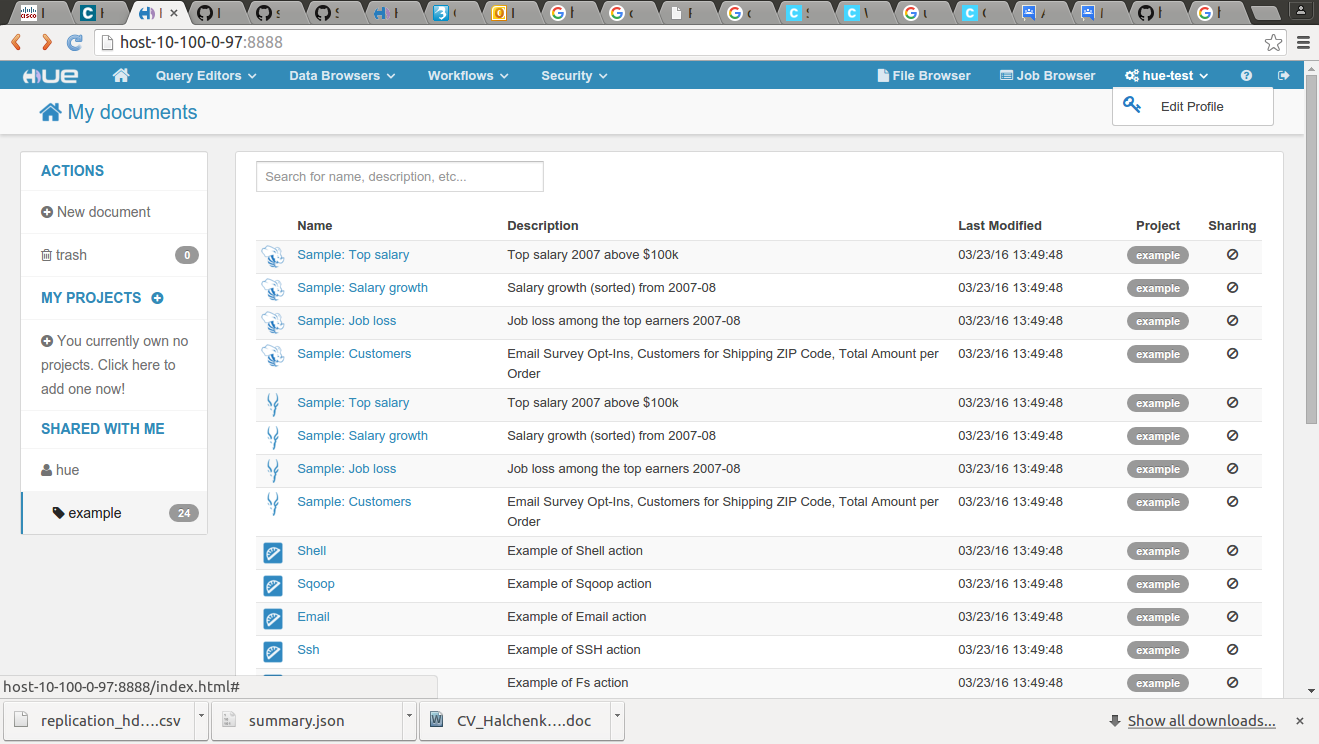 host-10-100-0-97:8888
HUE Query Editors Data Browsers Workflows Security File Browser Job Browser hue-test
My documents
Edit Profile
ACTIONS
New document
trash 0
MY PROJECTS
You currently own no
projects. Click here to
add one now!
SHARED WITH ME
hue
example 24
Search for name, description, etc...
Name Description Last Modified Project Sharing
Sample: Top salary Top salary 2007 above $100k 03/23/16 13:49:48 example
Sample: Salary growth Salary growth (sorted) from 2007-08 03/23/16 13:49:48 example
Sample: Job loss Job loss among the top earners 2007-08 03/23/16 13:49:48 example
Sample: Customers Email Survey Opt-Ins, Customers for Shipping ZIP Code, Total Amount per 03/23/16 13:49:48 example
Order
Sample: Top salary Top salary 2007 above $100k 03/23/16 13:49:48 example
Sample: Salary growth Salary growth (sorted) from 2007-08 03/23/16 13:49:48 example
Sample: Job loss Job loss among the top earners 2007-08 03/23/16 13:49:48 example
Sample: Customers Email Survey Opt-Ins, Customers for Shipping ZIP Code, Total Amount per 03/23/16 13:49:48 example
Order
Shell Example of Shell action 03/23/16 13:49:48 example
Sqoop Example of Sqoop action 03/23/16 13:49:48 example
Email Example of Email action 03/23/16 13:49:48 example
Ssh Example of SSH action 03/23/16 13:49:48 example
Example of Fs action 03/23/16 13:49:48 example
host-10-100-0-97:8888/index.html#
replication_hd....csv summary.json CV_Halchenk....doc Show all downloads...